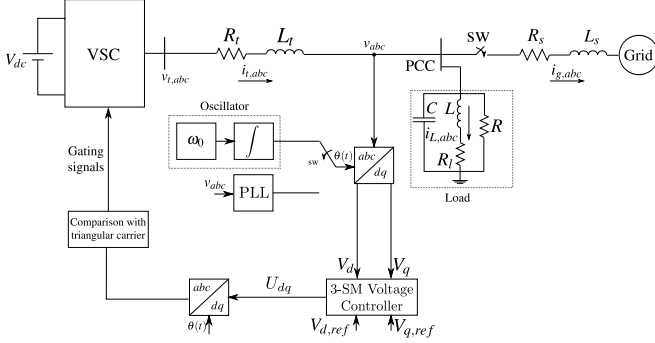 V_dc
VSC
v_t,abc
R_t
L_t
i_t,abc
v_abc
PCC
SW
R_s
L_s
i_g,abc
Grid
C
L
i_L,abc
R
R_l
Load
Oscillator
ω_0
∫
sw
θ(t)
abc
dq
v_abc
PLL
Gating
signals
Comparison with
triangular carrier
V_d
V_q
abc
dq
U_dq
3-SM Voltage
Controller
θ(t)
V_d,ref
V_q,ref